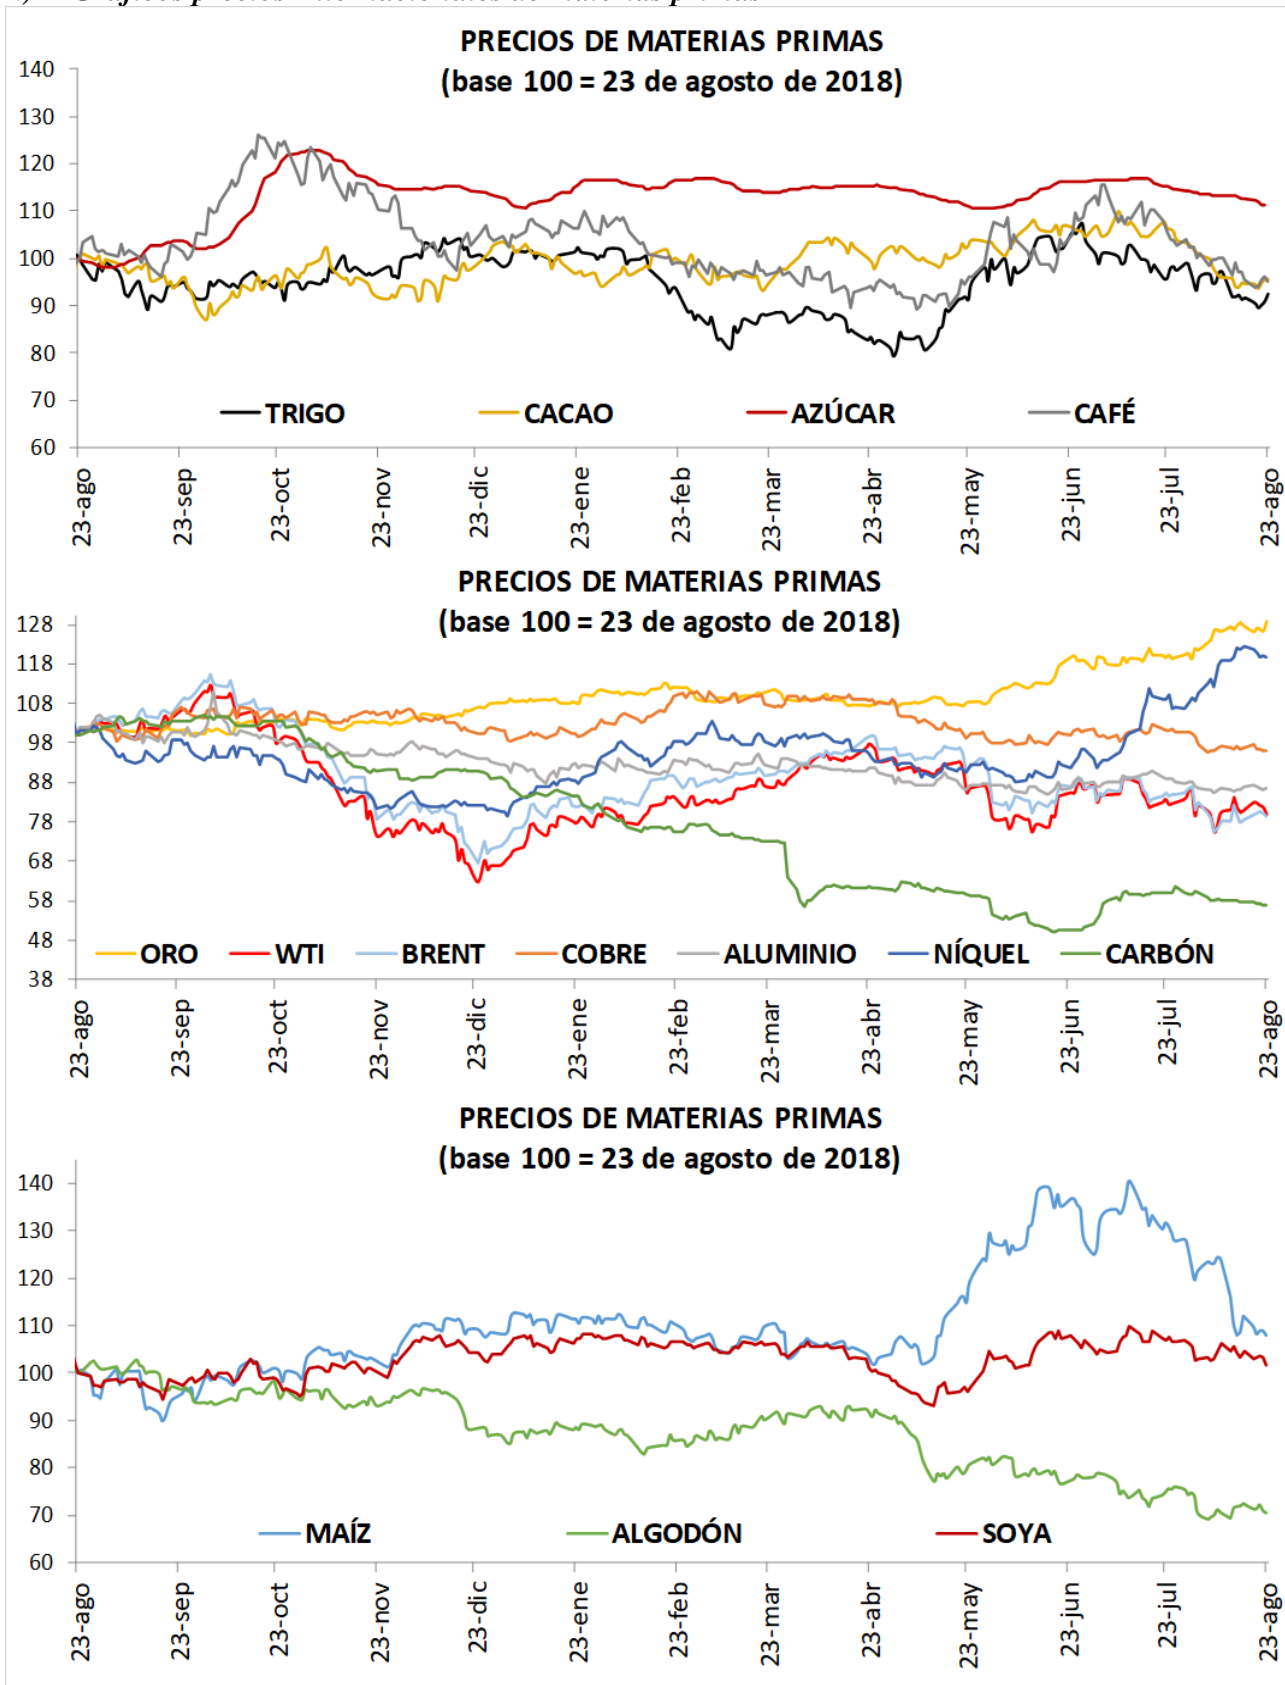 Gráficos precios internacionales de materias primas
PRECIOS DE MATERIAS PRIMAS
(base 100 = 23 de agosto de 2018)
140
130
120
110
100
90
80
70
60
TRIGO CACAO AZÚCAR CAFÉ
23-ago 23-sep 23-oct 23-nov 23-dic 23-ene 23-feb 23-mar 23-abr 23-may 23-jun 23-jul 23-ago
PRECIOS DE MATERIAS PRIMAS
(base 100 = 23 de agosto de 2018)
128
118
108
98
88
78
68
58
48
38
ORO WTI BRENT COBRE ALUMINIO NÍQUEL CARBÓN
23-ago 23-sep 23-oct 23-nov 23-dic 23-ene 23-feb 23-mar 23-abr 23-may 23-jun 23-jul 23-ago
PRECIOS DE MATERIAS PRIMAS
(base 100 = 23 de agosto de 2018)
140
130
120
110
100
90
80
70
60
MAÍZ ALGODÓN SOYA
23-ago 23-sep 23-oct 23-nov 23-dic 23-ene 23-feb 23-mar 23-abr 23-may 23-jun 23-jul 23-ago